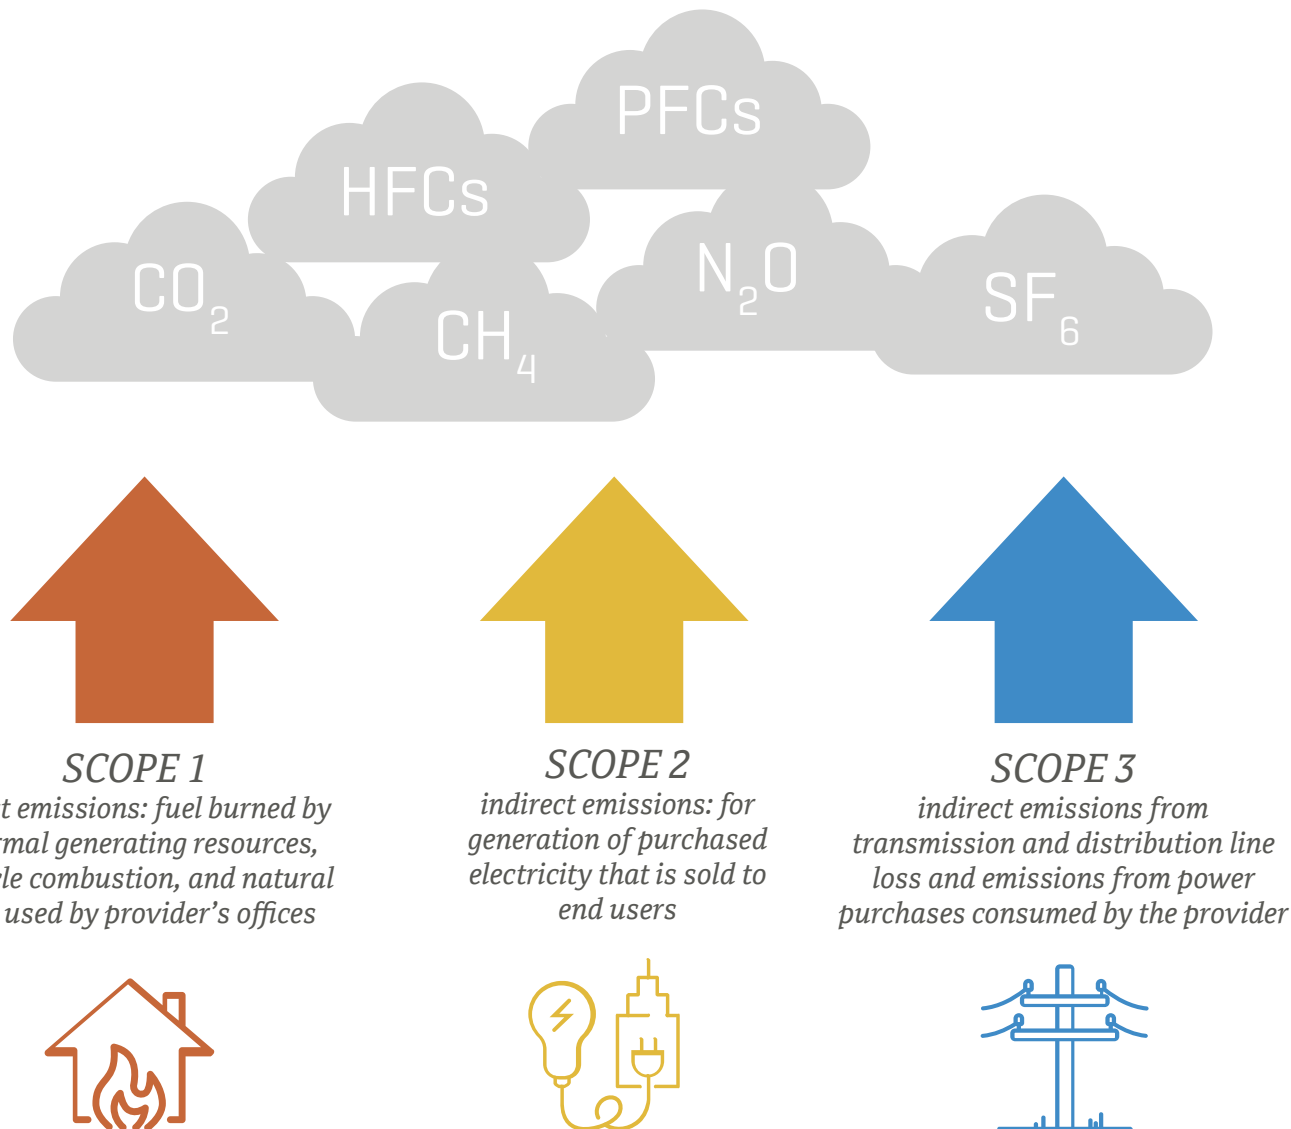 PFCs
HFCs
CO₂
CH₄
N₂O
SF₆
SCOPE 1
t emissions: fuel burned by
rmal generating resources,
le combustion, and natural
used by provider's offices
SCOPE 2
indirect emissions: for
generation of purchased
electricity that is sold to
end users
SCOPE 3
indirect emissions from
transmission and distribution line
loss and emissions from power
purchases consumed by the provider